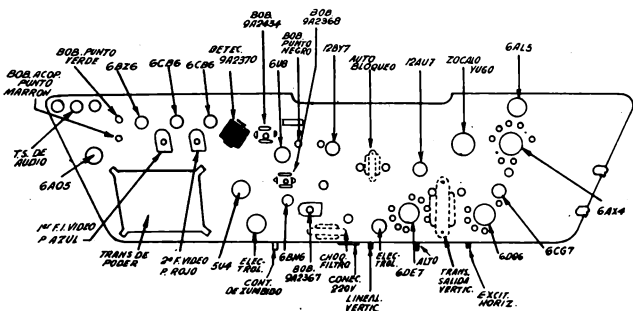 BOB. ACOP.
PUNTO
MARRON
BOB. PUNTO
VERDE
6BZ6
6CB6
6CB6
DETEC.
9A2370
BOB.
9A2434
6U8
BOB.
PUNTO
NEGRO
BOB
9A2368
12BY7
AUTO
BLOQUEO
12AU7
ZOCALO
YUGO
6AL5
T.S. DE
AUDIO
6AQ5
1ª F.I. VIDEO
P. AZUL
TRANS DE
PODER
2ª F. VIDEO
P. ROJO
5U4
ELEC-
TROL.
CONT.
DE ZUMBIDO
6BN6
BOB.
9A2367
CHOQ.
FILTRO
CONEC.
220V
LINEAL.
VERTIC.
ELEC-
TROL.
6DE7
ALTO
TRANS.
SALIDA
VERTIC.
EXCIT.
HORIZ.
6DQ6
6CG7
6AX4